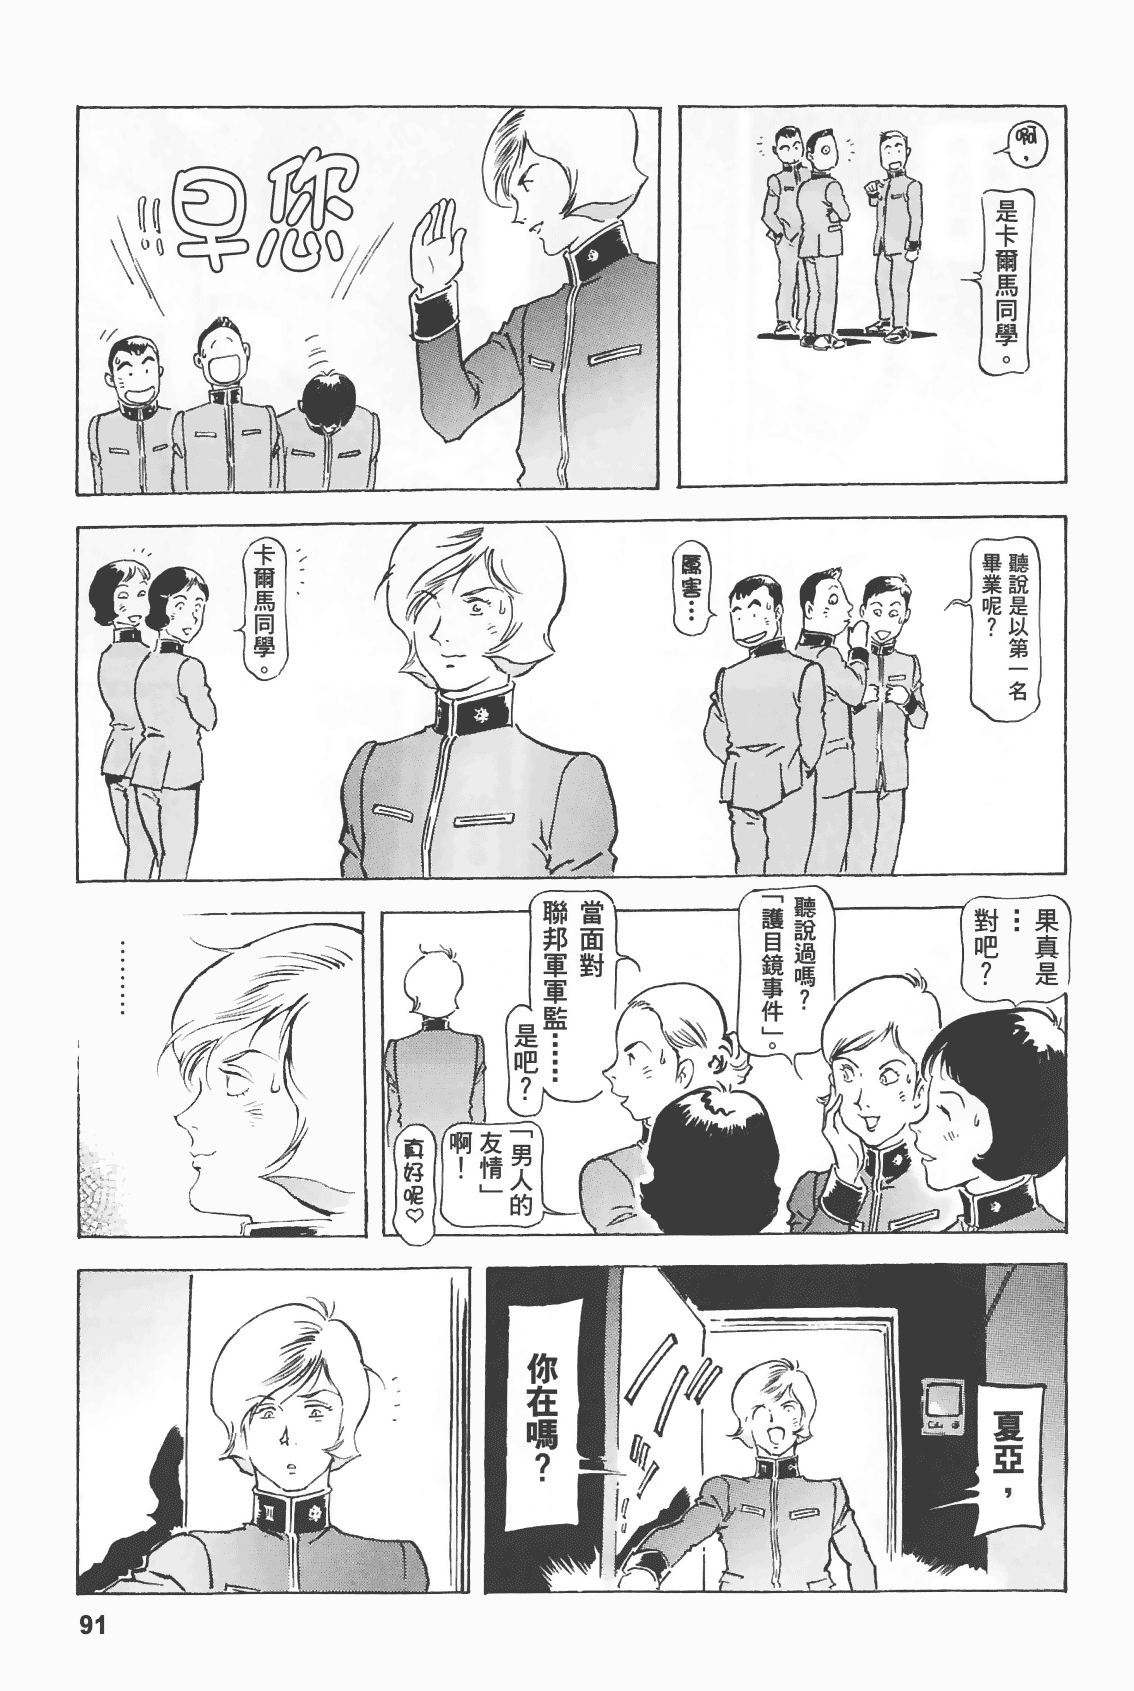 啊，
是卡爾馬同學。
您早!!
聽說是以第一名
畢業呢？
厲害…
卡爾馬同學。
果真是
…
對吧？
聽說過嗎？
「護目鏡事件」。
當面對
聯邦軍軍監……
是吧？
「男人的
友情」
啊！
真好呢♡
………
夏亞，
你在嗎？
91